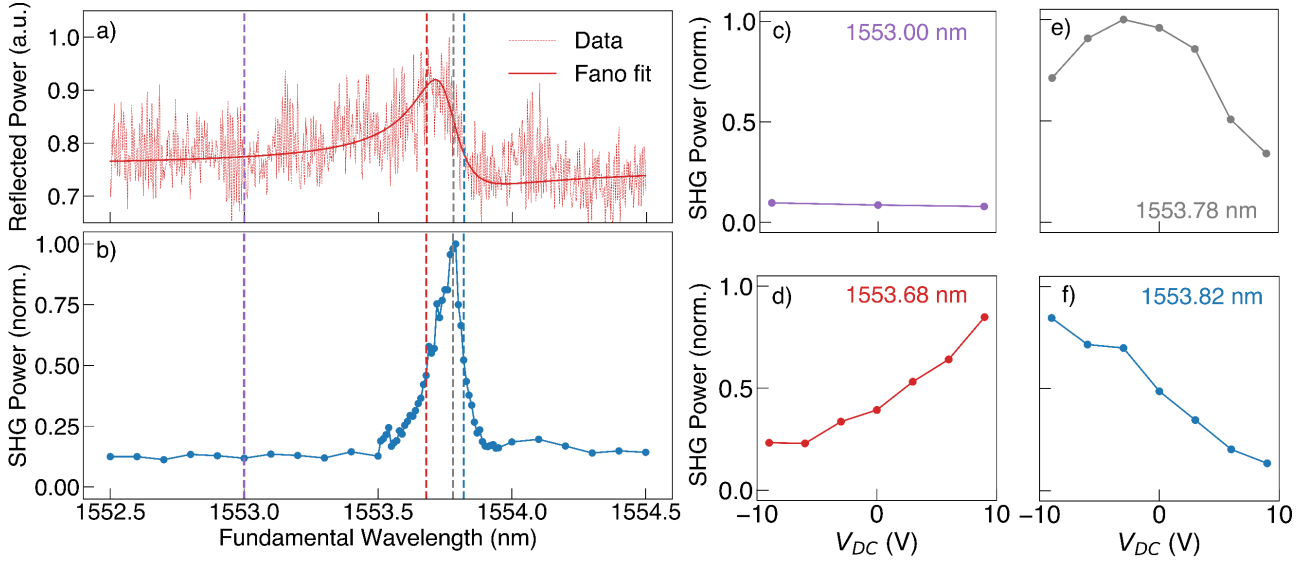 a)
Reflected Power (a.u.)
1.0
0.9
0.8
0.7
Data
Fano fit
b)
SHG Power (norm.)
1.00
0.75
0.50
0.25
0.00
1552.5
1553.0
1553.5
1554.0
1554.5
Fundamental Wavelength (nm)
c)
1553.00 nm
SHG Power (norm.)
1.0
0.5
0.0
e)
1553.78 nm
d)
1553.68 nm
SHG Power (norm.)
1.0
0.5
0.0
−10
0
10
V_DC (V)
f)
1553.82 nm
−10
0
10
V_DC (V)